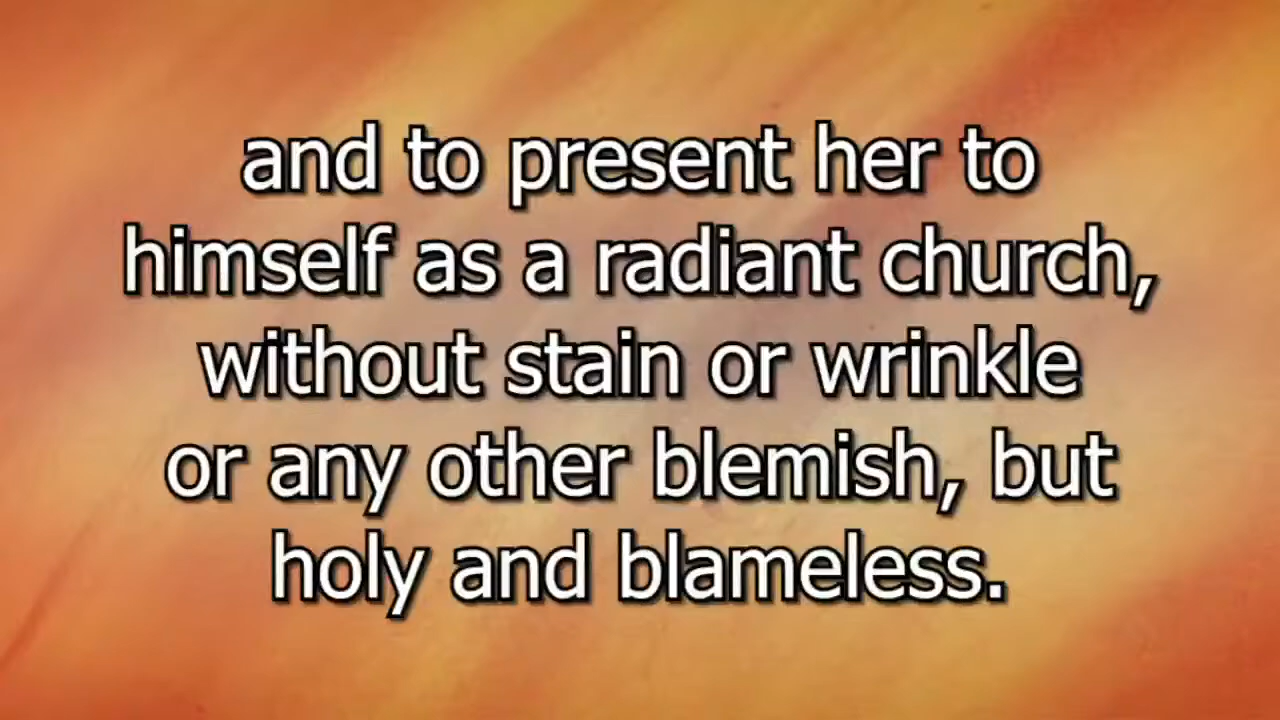 and to present her to
himself as a radiant church,
without stain or wrinkle
or any other blemish, but
holy and blameless.